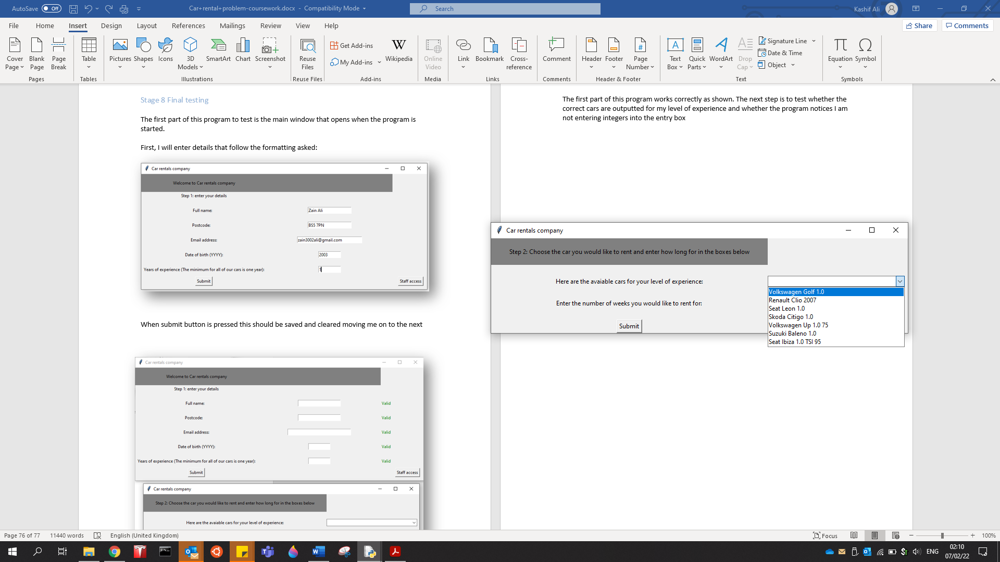 AutoSave Off
Car+rental+problem-coursework.docx - Compatibility Mode
Search
Kashif Ali
File Home Insert Design Layout References Mailings Review View Help
Share Comments
Cover Page
Blank Page
Page Break
Pages
Table
Tables
Pictures
Shapes
Icons
3D Models
SmartArt
Chart
Screenshot
Illustrations
Reuse Files
Reuse Files
Get Add-ins
My Add-ins
Wikipedia
Add-ins
Online Video
Media
Link
Bookmark
Cross-reference
Links
Comment
Comments
Header
Footer
Page Number
Header & Footer
Text Box
Quick Parts
WordArt
Drop Cap
Signature Line
Date & Time
Object
Text
Equation
Symbol
Symbols
Stage 8 Final testing
The first part of this program to test is the main window that opens when the program is
started.
First, I will enter details that follow the formatting asked:
Car rentals company
Welcome to Car rentals company
Step 1: enter your details
Full name: Zain Ali
Postcode: BS5 7PN
Email address: zain3002ali@gmail.com
Date of birth (YYYY): 2003
Years of experience (The minimum for all of our cars is one year): 1
Submit Staff access
When submit button is pressed this should be saved and cleared moving me on to the next
Car rentals company
Welcome to Car rentals company
Step 1: enter your details
Full name: Valid
Postcode: Valid
Email address: Valid
Date of birth (YYYY): Valid
Years of experience (The minimum for all of our cars is one year): Valid
Submit Staff access
Car rentals company
Step 2: Choose the car you would like to rent and enter how long for in the boxes below
Here are the avaiable cars for your level of experience:
The first part of this program works correctly as shown. The next step is to test whether the
correct cars are outputted for my level of experience and whether the program notices I am
not entering integers into the entry box
Car rentals company
Step 2: Choose the car you would like to rent and enter how long for in the boxes below
Here are the avaiable cars for your level of experience:
Volkswagen Golf 1.0
Renault Clio 2007
Seat Leon 1.0
Skoda Citigo 1.0
Volkswagen Up 1.0 75
Suzuki Baleno 1.0
Seat Ibiza 1.0 TSI 95
Enter the number of weeks you would like to rent for:
Submit
Page 76 of 77 11440 words English (United Kingdom)
Focus 100%
ENG
02:10
07/02/22